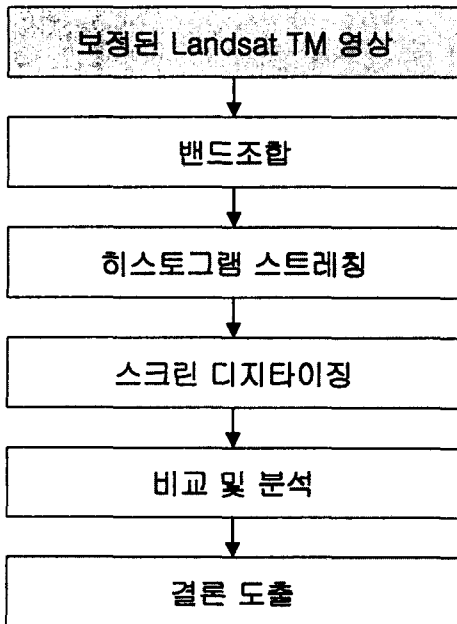 보정된 Landsat TM 영상
밴드조합
히스토그램 스트레칭
스크린 디지타이징
비교 및 분석
결론 도출